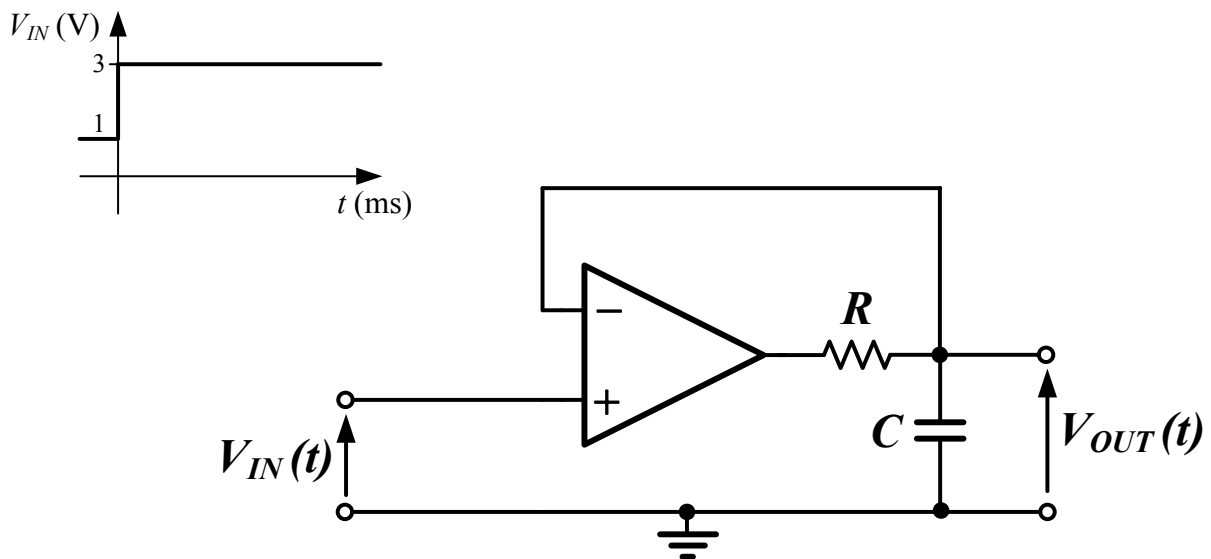 V_IN (V)
3
1
t (ms)
−
+
R
C
V_IN(t)
V_OUT(t)